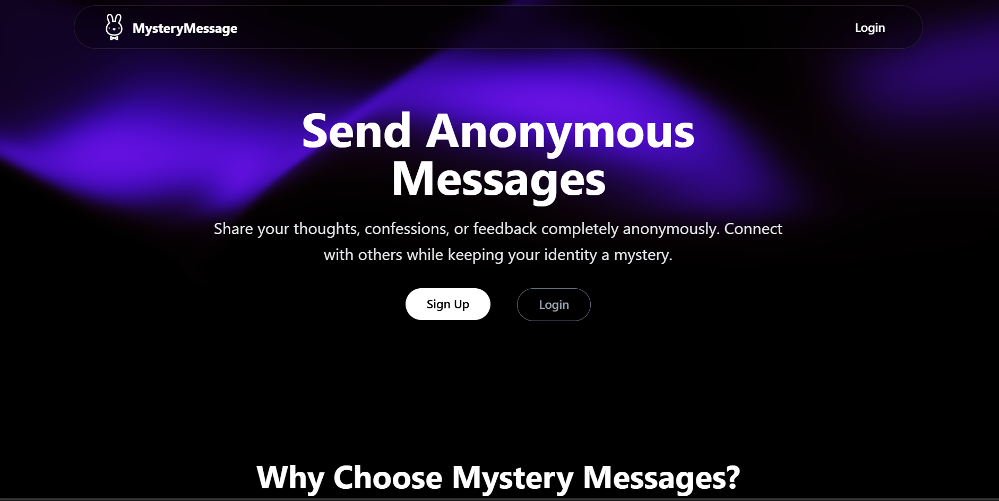 MysteryMessage
Login
Send Anonymous
Messages
Share your thoughts, confessions, or feedback completely anonymously. Connect
with others while keeping your identity a mystery.
Sign Up
Login
Why Choose Mystery Messages?